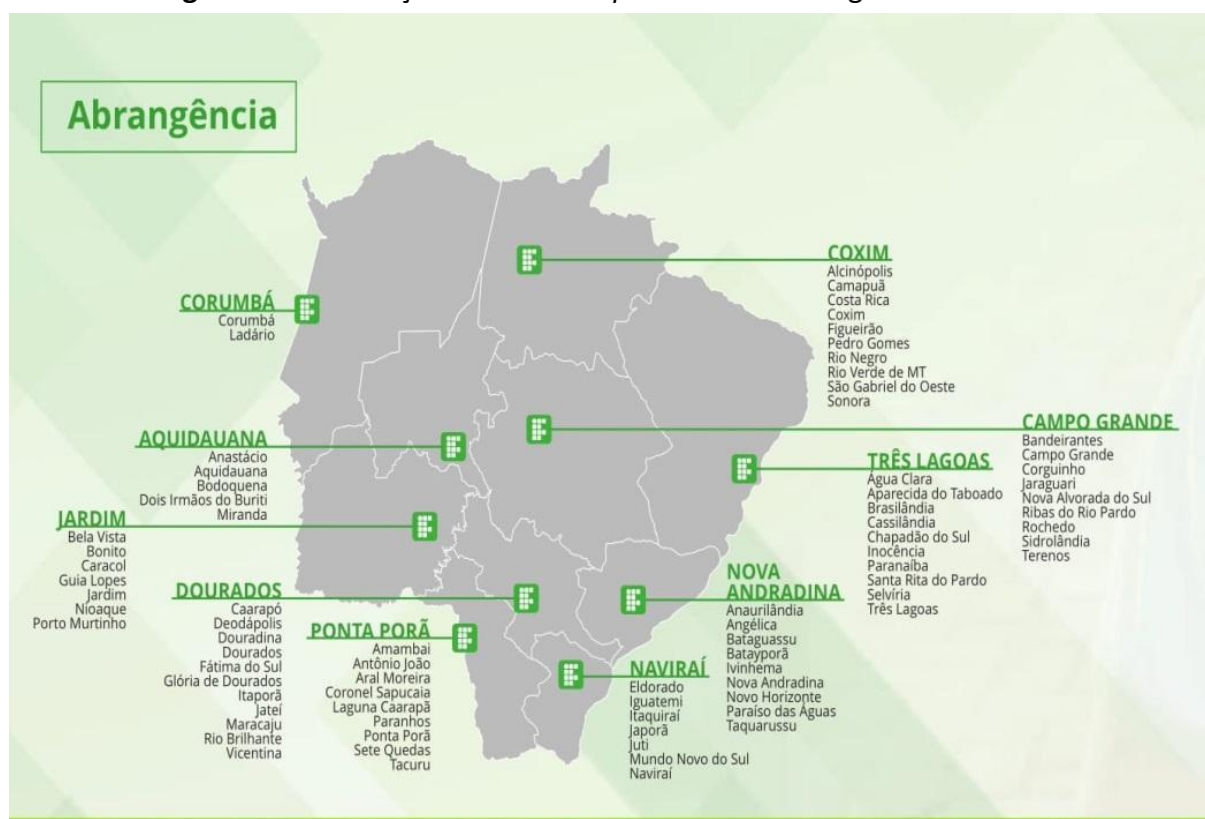 Abrangência
CORUMBÁ
Corumbá
Ladário
COXIM
Alcinópolis
Camapuã
Costa Rica
Coxim
Figueirão
Pedro Gomes
Rio Negro
Rio Verde de MT
São Gabriel do Oeste
Sonora
AQUIDAUANA
Anastácio
Aquidauana
Bodoquena
Dois Irmãos do Buriti
Miranda
CAMPO GRANDE
Bandeirantes
Campo Grande
Corguinho
Jaraguari
Nova Alvorada do Sul
Ribas do Rio Pardo
Rochedo
Sidrolândia
Terenos
TRÊS LAGOAS
Água Clara
Aparecida do Taboado
Brasilândia
Cassilândia
Chapadão do Sul
Inocência
Paranaíba
Santa Rita do Pardo
Selvíria
Três Lagoas
JARDIM
Bela Vista
Bonito
Caracol
Guia Lopes
Jardim
Nioaque
Porto Murtinho
DOURADOS
Caarapó
Deodápolis
Douradina
Dourados
Fátima do Sul
Glória de Dourados
Itaporã
Jateí
Maracaju
Rio Brilhante
Vicentina
PONTA PORÃ
Amambai
Antônio João
Aral Moreira
Coronel Sapucaia
Laguna Caarapã
Paranhos
Ponta Porã
Sete Quedas
Tacuru
NAVIRAÍ
Eldorado
Iguatemi
Itaquiraí
Japorã
Juti
Mundo Novo do Sul
Naviraí
NOVA
ANDRADINA
Anaurilândia
Angélica
Bataguassu
Batayporã
Ivinhema
Nova Andradina
Novo Horizonte
Paraíso das Águas
Taquarussu